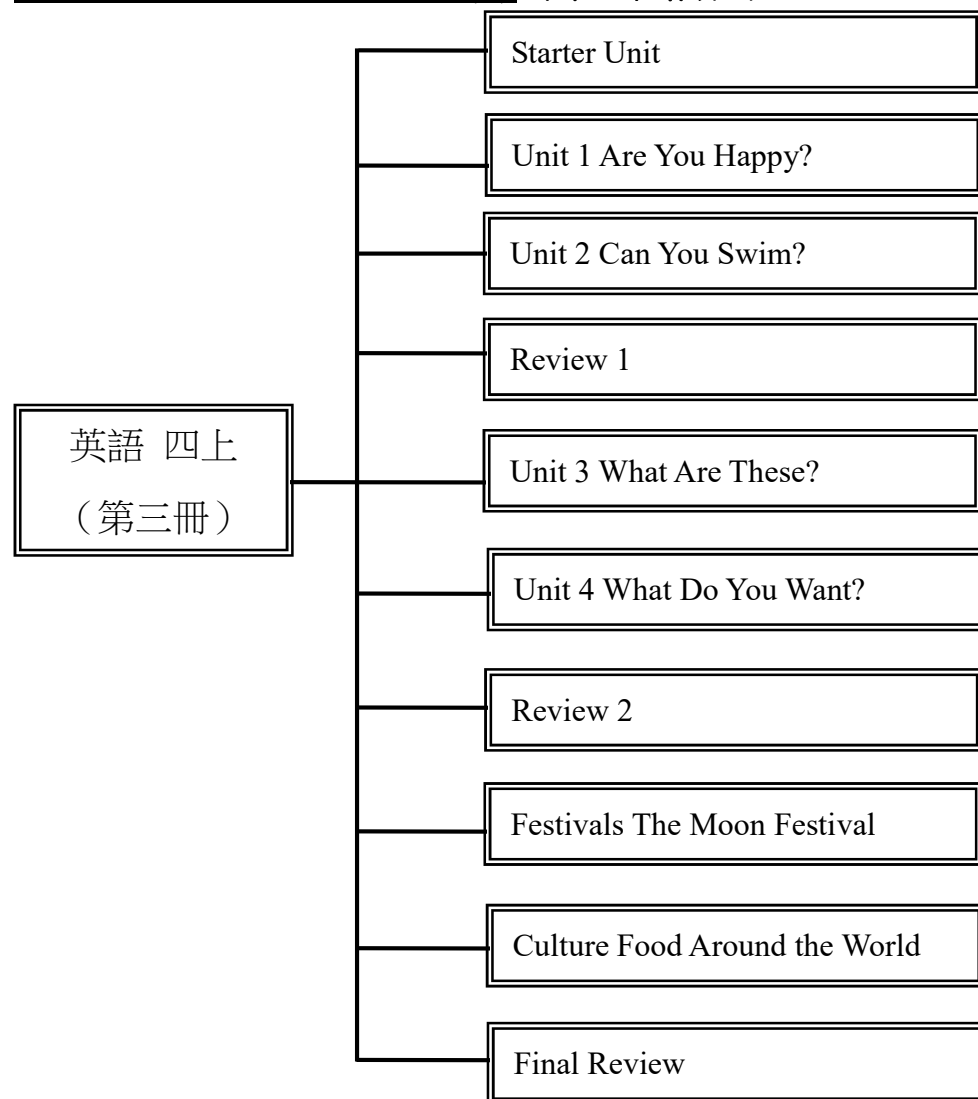 Starter Unit
Unit 1 Are You Happy?
Unit 2 Can You Swim?
Review 1
英語 四上
（第三冊）
Unit 3 What Are These?
Unit 4 What Do You Want?
Review 2
Festivals The Moon Festival
Culture Food Around the World
Final Review